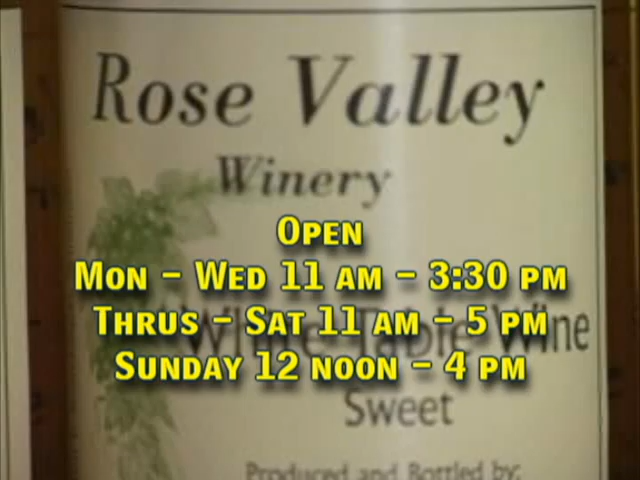 Rose Valley
Winery
Open
Mon - Wed 11 am - 3:30 pm
Thrus - Sat 11 am - 5 pm
White Table Wine
Sunday 12 noon - 4 pm
Sweet
Produced and Bottled by: